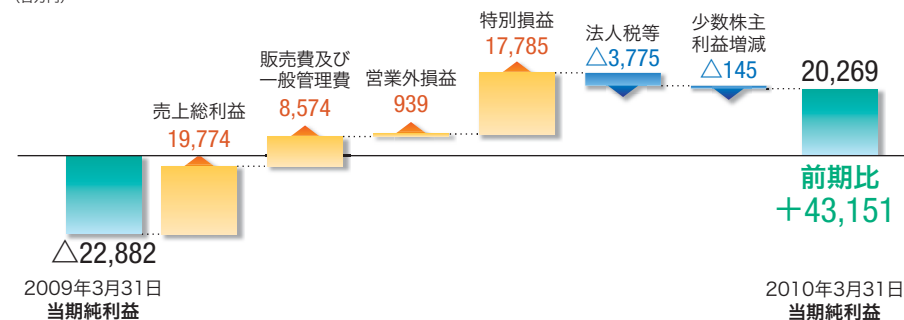 (百万円)
売上総利益
19,774
販売費及び
一般管理費
8,574
営業外損益
939
特別損益
17,785
法人税等
△3,775
少数株主
利益増減
△145
20,269
前期比
+43,151
△22,882
2009年3月31日
当期純利益
2010年3月31日
当期純利益